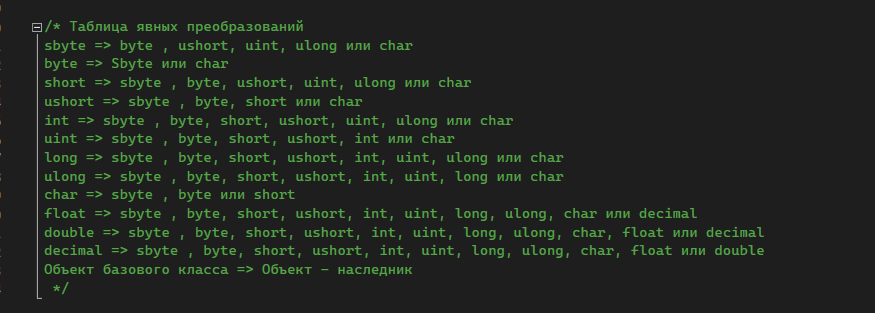 /* Таблица явных преобразований
sbyte => byte , ushort, uint, ulong или char
byte => Sbyte или char
short => sbyte , byte, ushort, uint, ulong или char
ushort => sbyte , byte, short или char
int => sbyte , byte, short, ushort, uint, ulong или char
uint => sbyte , byte, short, ushort, int или char
long => sbyte , byte, short, ushort, int, uint, ulong или char
ulong => sbyte , byte, short, ushort, int, uint, long или char
char => sbyte , byte или short
float => sbyte , byte, short, ushort, int, uint, long, ulong, char или decimal
double => sbyte , byte, short, ushort, int, uint, long, ulong, char, float или decimal
decimal => sbyte , byte, short, ushort, int, uint, long, ulong, char, float или double
Объект базового класса => Объект - наследник
*/